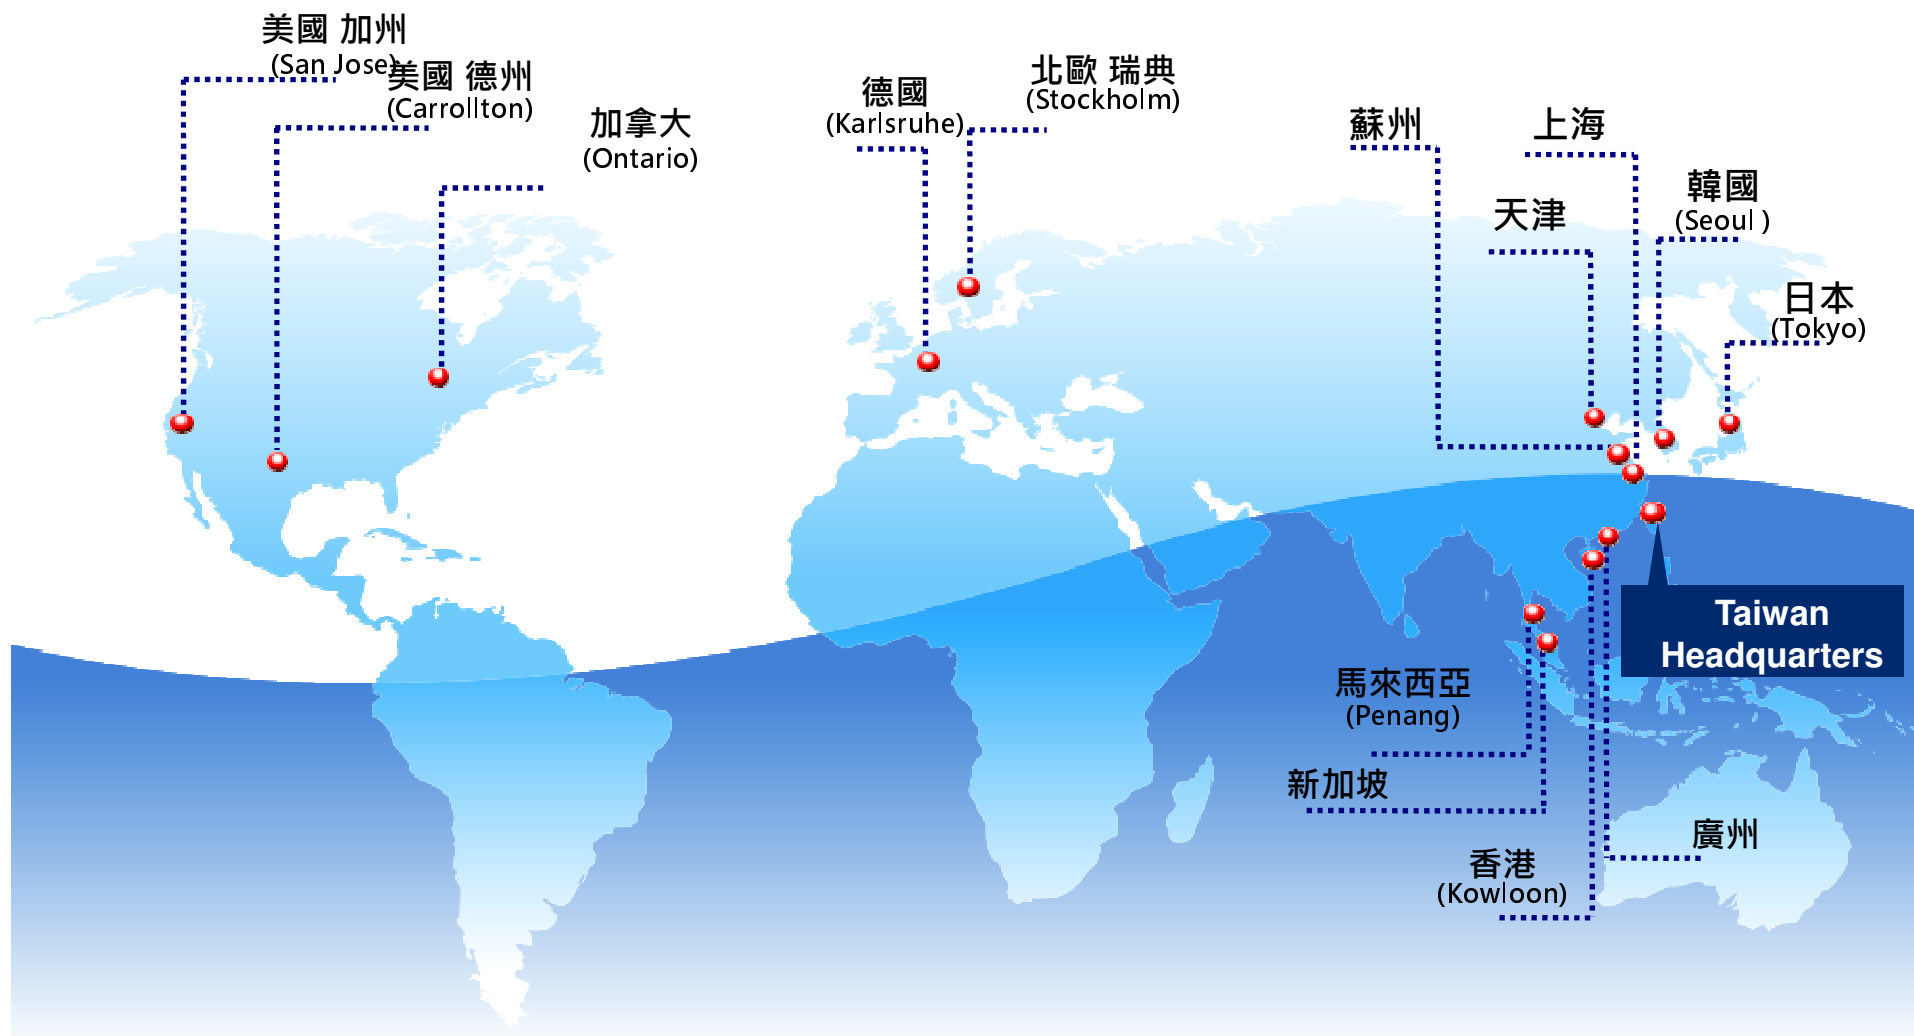 美國 加州
(San Jose)
美國 德州
(Carrollton)
加拿大
(Ontario)
德國
(Karlsruhe)
北歐 瑞典
(Stockholm)
蘇州
上海
天津
韓國
(Seoul )
日本
(Tokyo)
Taiwan
Headquarters
馬來西亞
(Penang)
新加坡
廣州
香港
(Kowloon)